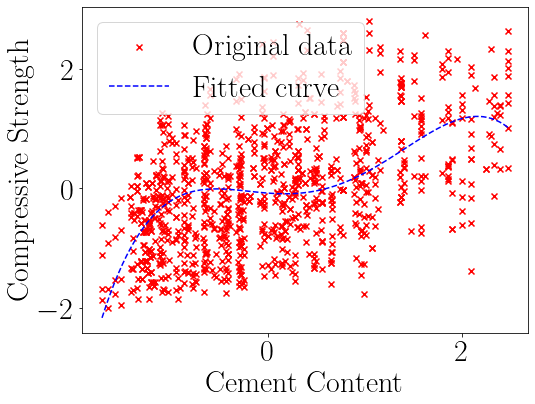 Original data
Fitted curve
Compressive Strength
2
0
−2
0 2
Cement Content